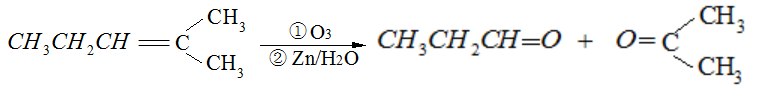 CH3CH2CH=C
CH3
CH3
① O3
② Zn/H2O
CH3CH2CH=O + O=C
CH3
CH3